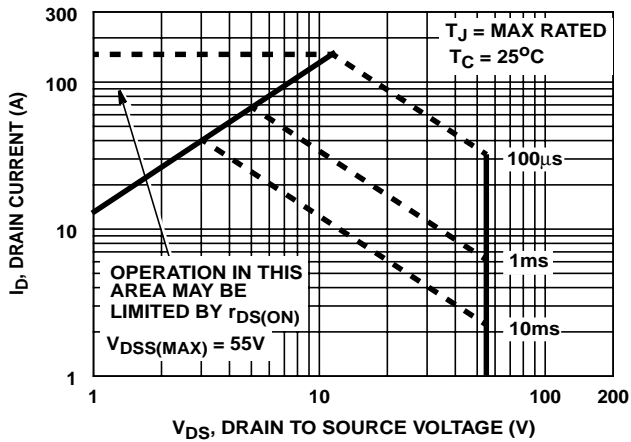 300
100
10
1
I_D, DRAIN CURRENT (A)
T_J = MAX RATED
T_C = 25°C
100μs
1ms
10ms
OPERATION IN THIS
AREA MAY BE
LIMITED BY r_DS(ON)
V_DSS(MAX) = 55V
1
10
100
200
V_DS, DRAIN TO SOURCE VOLTAGE (V)